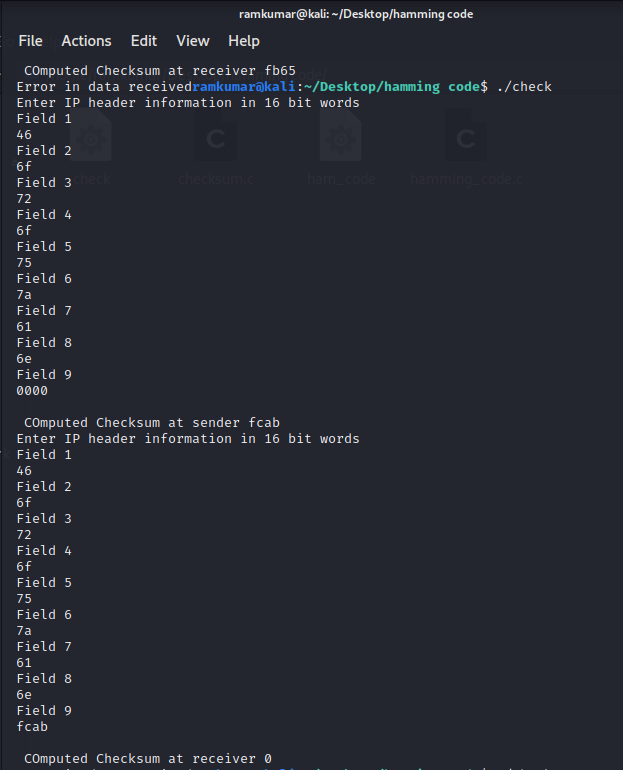 ramkumar@kali: ~/Desktop/hamming code
File Actions Edit View Help
COmputed Checksum at receiver fb65
Error in data receivedramkumar@kali:~/Desktop/hamming code$ ./check
Enter IP header information in 16 bit words
Field 1
46
Field 2
6f
Field 3
72
Field 4
6f
Field 5
75
Field 6
7a
Field 7
61
Field 8
6e
Field 9
0000
COmputed Checksum at sender fcab
Enter IP header information in 16 bit words
Field 1
46
Field 2
6f
Field 3
72
Field 4
6f
Field 5
75
Field 6
7a
Field 7
61
Field 8
6e
Field 9
fcab
COmputed Checksum at receiver 0
check
checksum.c
ham_code
hamming_code.c